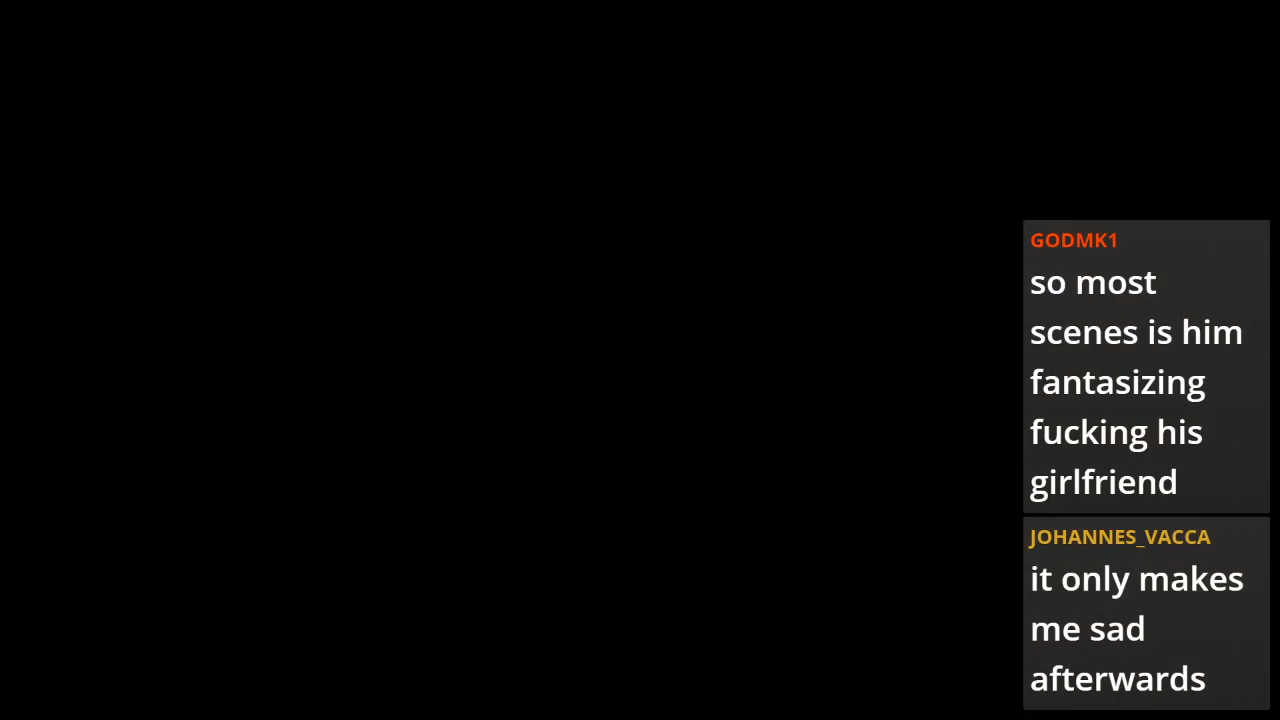 GODMK1
so most
scenes is him
fantasizing
fucking his
girlfriend
JOHANNES_VACCA
it only makes
me sad
afterwards